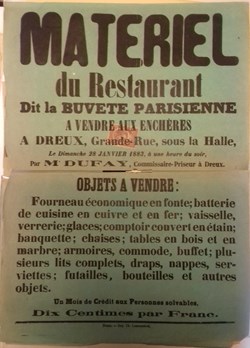 MATERIEL
du Restaurant
Dit la BUVETE PARISIENNE
A VENDRE AUX ENCHÈRES
A DREUX, Grande-Rue, sous la Halle,
Le Dimanche 28 JANVIER 1882, à une heure du soir,
Par Me DUFAY, Commissaire-Priseur à Dreux.
OBJETS A VENDRE:
Fourneau économique en fonte; batterie
de cuisine en cuivre et en fer; vaisselle,
verrerie; glaces; comptoir couvert en étain;
banquette; chaises; tables en bois et en
marbre; armoires, commode, buffet; plu-
sieurs lits complets, draps, nappes, ser-
viettes; futailles, bouteilles et autres
objets.
Un Mois de Crédit aux Personnes solvables.
Dix Centimes par Franc.